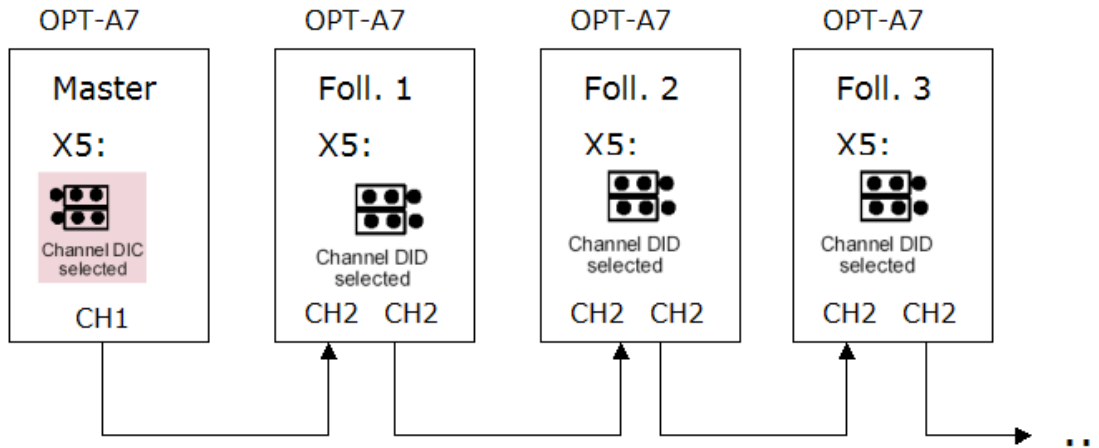 OPT-A7
Master
X5:
Channel DIC
selected
CH1
OPT-A7
Foll. 1
X5:
Channel DID
selected
CH2 CH2
OPT-A7
Foll. 2
X5:
Channel DID
selected
CH2 CH2
OPT-A7
Foll. 3
X5:
Channel DID
selected
CH2 CH2
..